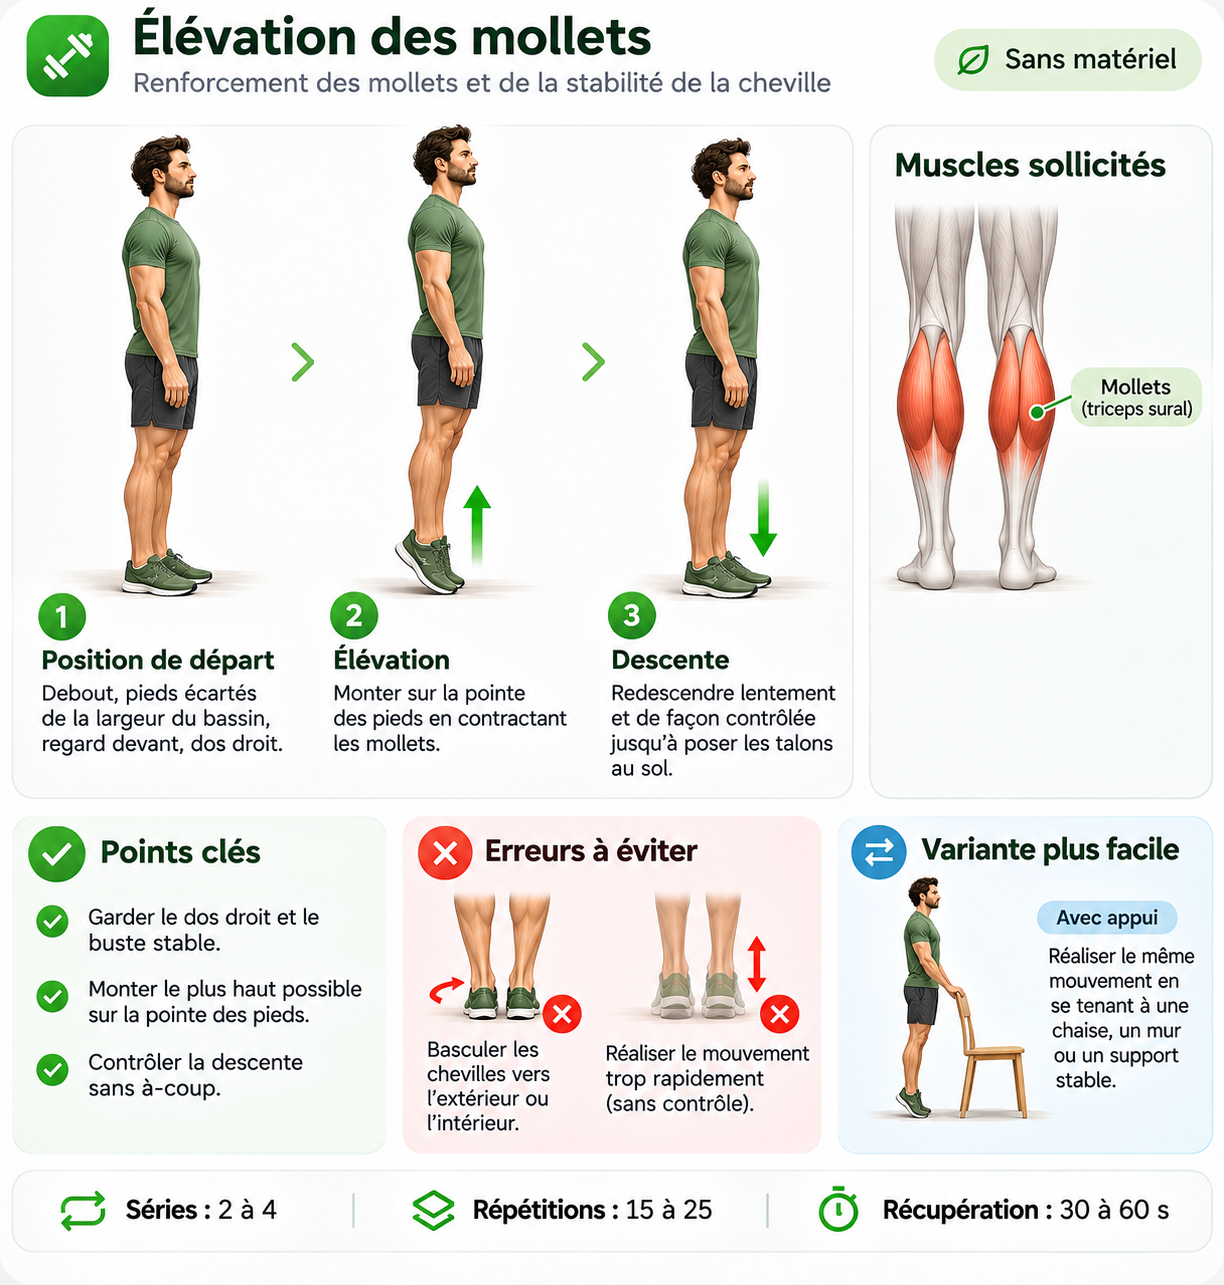 Élévation des mollets
Renforcement des mollets et de la stabilité de la cheville
Sans matériel
1
Position de départ
Debout, pieds écartés
de la largeur du bassin,
regard devant, dos droit.
2
Élévation
Monter sur la pointe
des pieds en contractant
les mollets.
3
Descente
Redescendre lentement
et de façon contrôlée
jusqu'à poser les talons
au sol.
Muscles sollicités
Mollets
(triceps sural)
Points clés
Garder le dos droit et le
buste stable.
Monter le plus haut possible
sur la pointe des pieds.
Contrôler la descente
sans à-coup.
Erreurs à éviter
Basculer les
chevilles vers
l'extérieur ou
l'intérieur.
Réaliser le mouvement
trop rapidement
(sans contrôle).
Variante plus facile
Avec appui
Réaliser le même
mouvement en
se tenant à une
chaise, un mur
ou un support
stable.
Séries : 2 à 4
Répétitions : 15 à 25
Récupération : 30 à 60 s